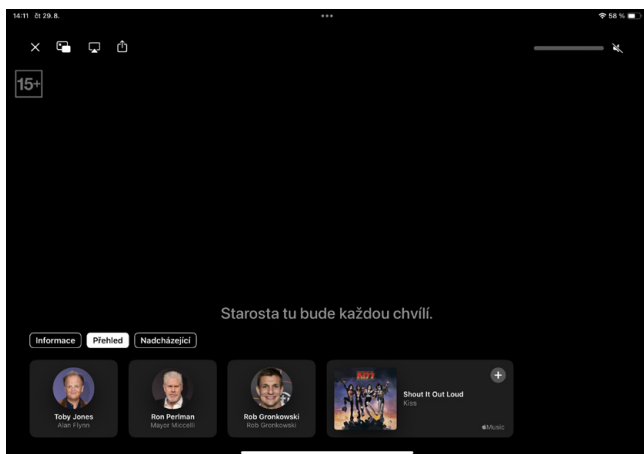 14:11 čt 29. 8.
58 %
15+
Starosta tu bude každou chvílí.
Informace
Přehled
Nadcházející
Toby Jones
Alan Flynn
Ron Perlman
Mayor Miccelli
Rob Gronkowski
Rob Gronkowski
KISS
Shout It Out Loud
Kiss
Music